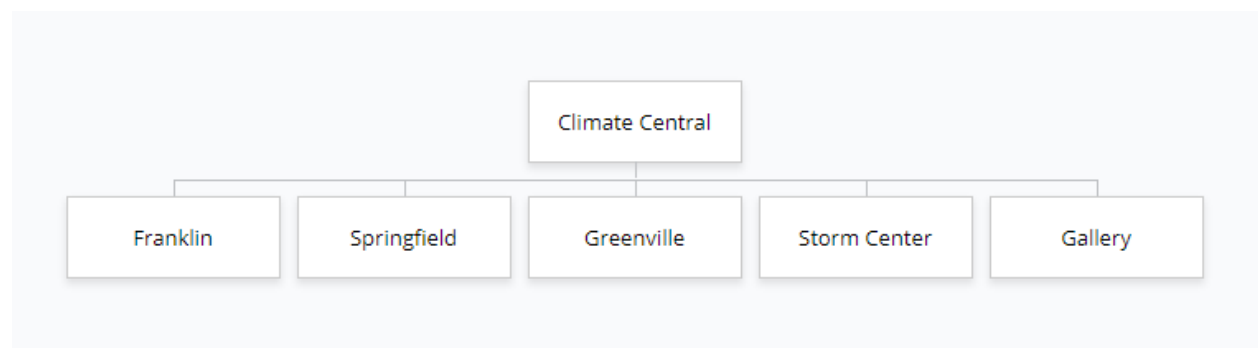 Climate Central
Franklin
Springfield
Greenville
Storm Center
Gallery